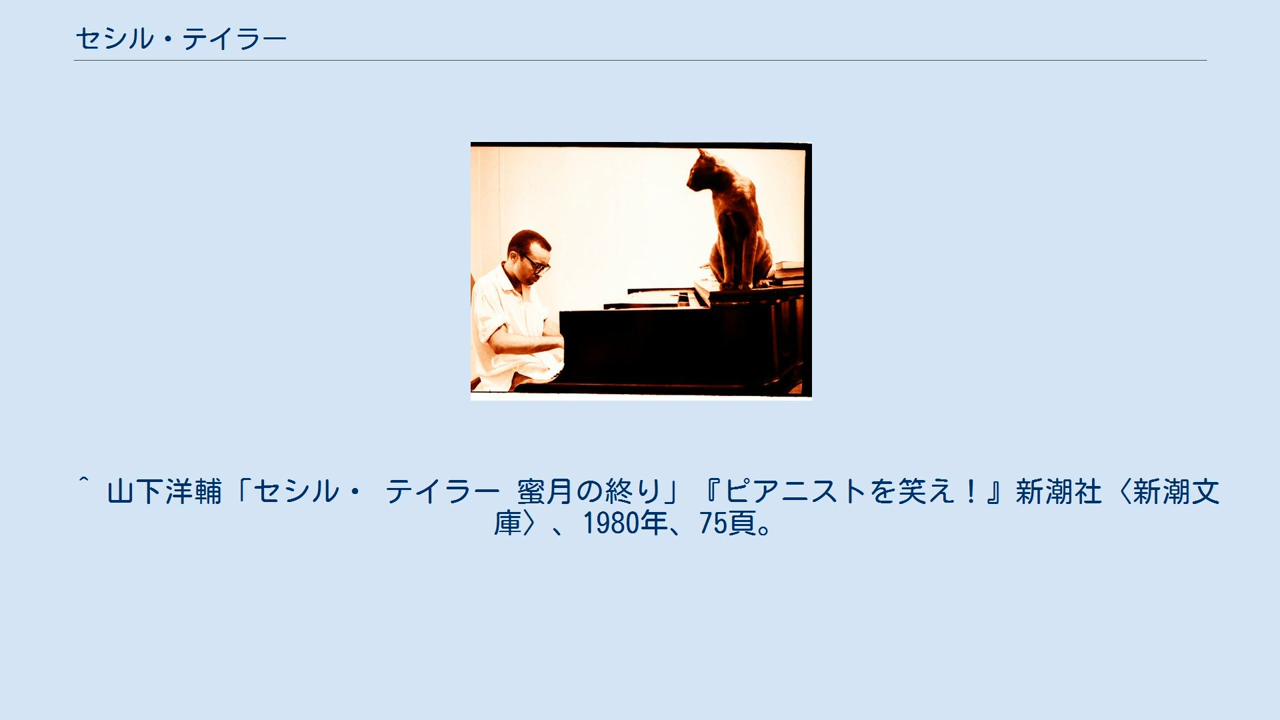 セシル・テイラー
^ 山下洋輔「セシル・ テイラー 蜜月の終り」『ピアニストを笑え！』新潮社〈新潮文
庫〉、1980年、75頁。